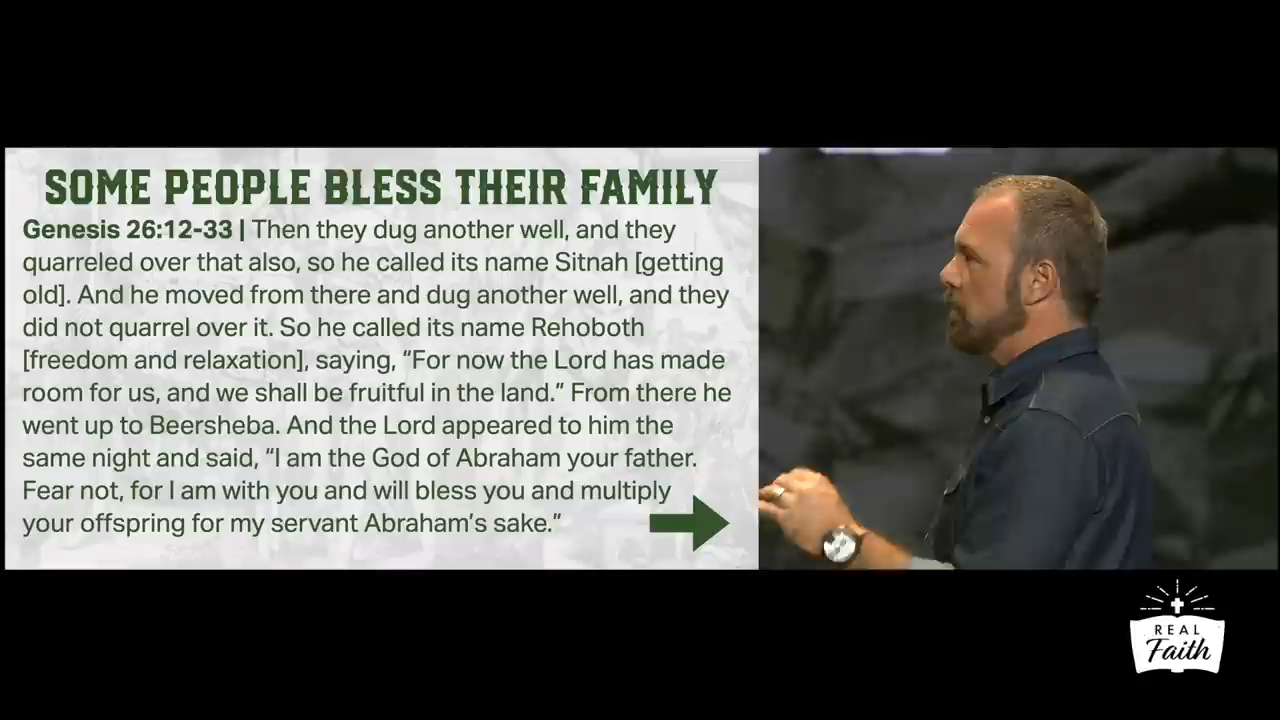 SOME PEOPLE BLESS THEIR FAMILY
Genesis 26:12-33 | Then they dug another well, and they
quarreled over that also, so he called its name Sitnah [getting
old]. And he moved from there and dug another well, and they
did not quarrel over it. So he called its name Rehoboth
[freedom and relaxation], saying, “For now the Lord has made
room for us, and we shall be fruitful in the land.” From there he
went up to Beersheba. And the Lord appeared to him the
same night and said, “I am the God of Abraham your father.
Fear not, for I am with you and will bless you and multiply
your offspring for my servant Abraham’s sake.”
REAL
Faith